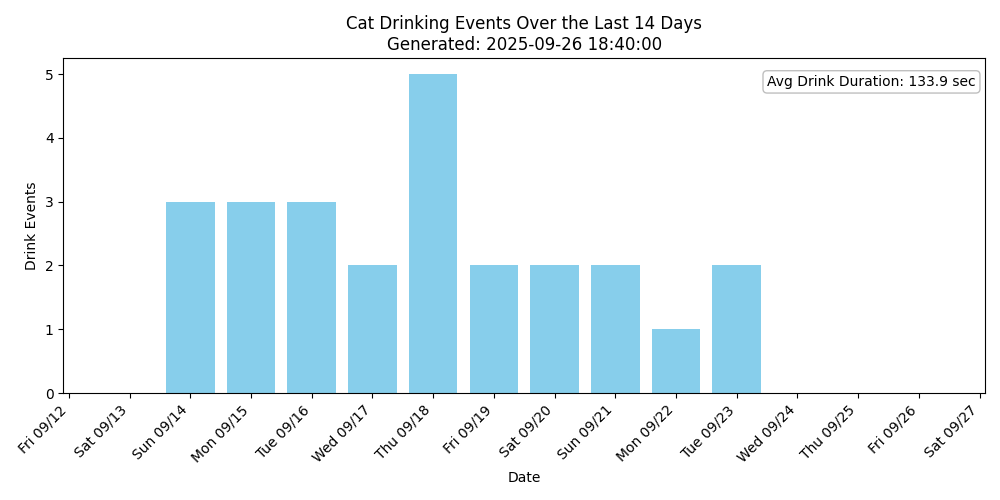 Cat Drinking Events Over the Last 14 Days
Generated: 2025-09-26 18:40:00
Avg Drink Duration: 133.9 sec
Drink Events
5
4
3
2
1
0
Fri 09/12
Sat 09/13
Sun 09/14
Mon 09/15
Tue 09/16
Wed 09/17
Thu 09/18
Fri 09/19
Sat 09/20
Sun 09/21
Mon 09/22
Tue 09/23
Wed 09/24
Thu 09/25
Fri 09/26
Sat 09/27
Date